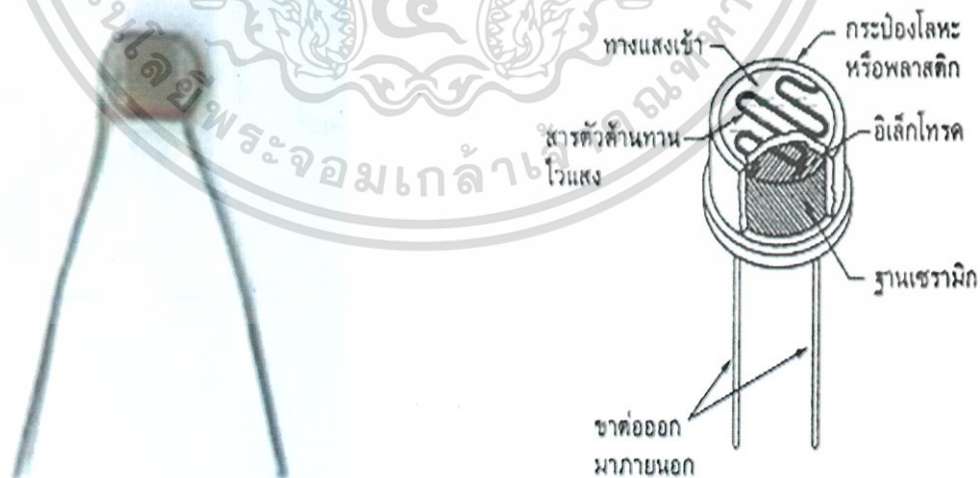 ทางแสงเข้า
กระป๋องโลหะ
หรือพลาสติก
สารตัวต้านทาน
ไวแสง
อิเล็กโทรด
ฐานเซรามิก
ขาต่อออก
มาภายนอก
พระจอมเกล้าเจ้า